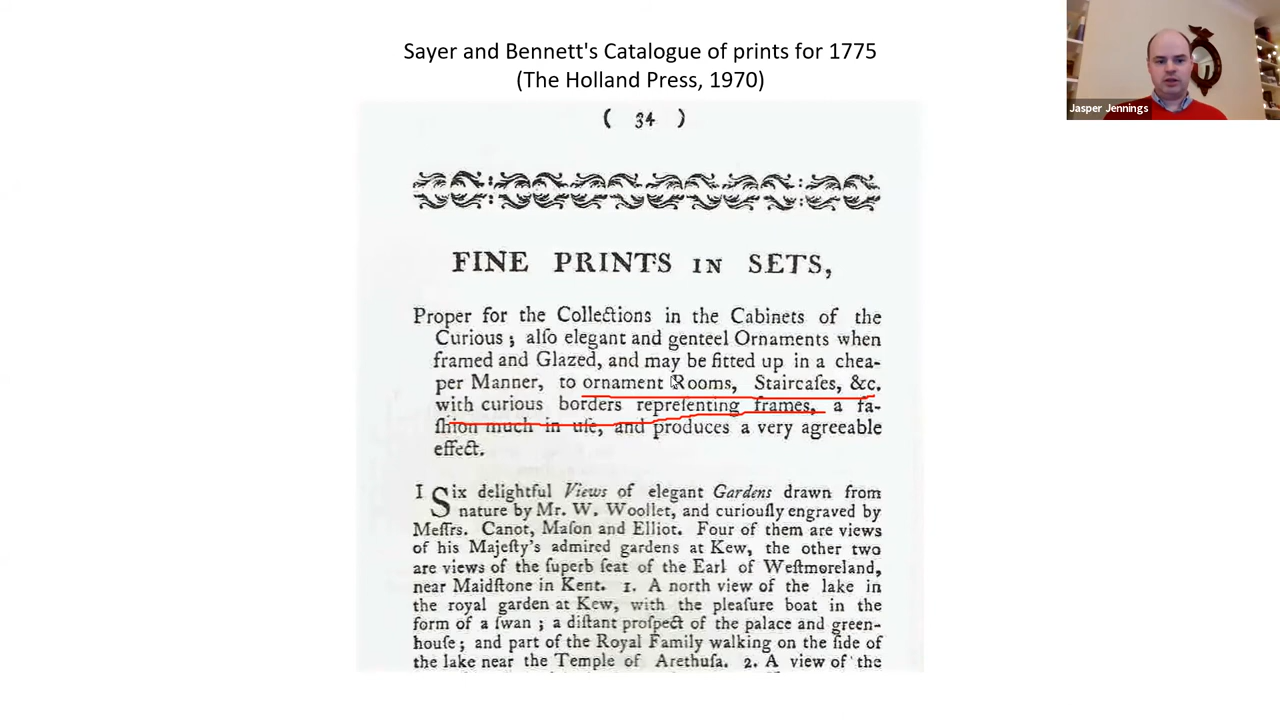 Sayer and Bennett's Catalogue of prints for 1775
(The Holland Press, 1970)
Jasper Jennings
( 34 )
FINE PRINTS IN SETS,
Proper for the Collections in the Cabinets of the
Curious ; alſo elegant and genteel Ornaments when
framed and Glazed, and may be fitted up in a chea-
per Manner, to ornament Rooms, Staircaſes, &c.
with curious borders repreſenting frames, a fa-
ſhion much in uſe, and produces a very agreeable
effect.
1 Six delightful Views of elegant Gardens drawn from
nature by Mr. W. Woollet, and curiouſly engraved by
Meſſrs. Canot, Maſon and Elliot. Four of them are views
of his Majeſty's admired gardens at Kew, the other two
are views of the ſuperb ſeat of the Earl of Weſtmoreland,
near Maidſtone in Kent. 1. A north view of the lake in
the royal garden at Kew, with the pleaſure boat in the
form of a ſwan ; a diſtant proſpect of the palace and green-
houſe ; and part of the Royal Family walking on the ſide of
the lake near the Temple of Arethuſa. 2. A view of the